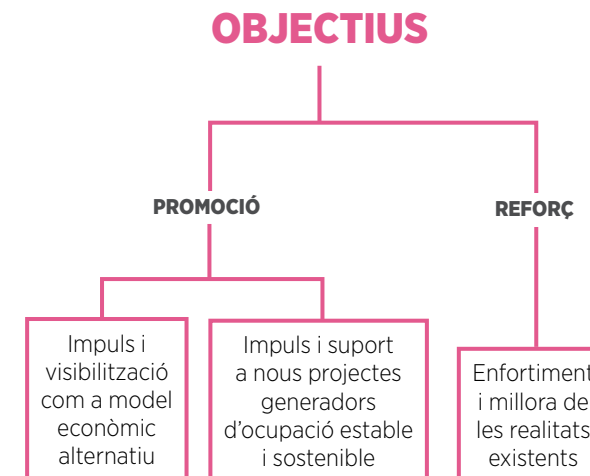 OBJECTIUS
PROMOCIÓ
REFORÇ
Impuls i
visibilització
com a model
econòmic
alternatiu
Impuls i suport
a nous projectes
generadors
d'ocupació estable
i sostenible
Enfortiment
i millora de
les realitats
existents